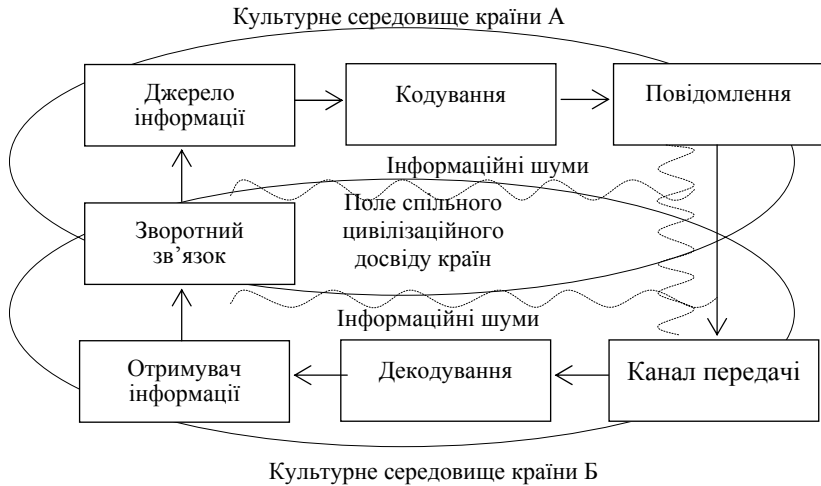 Культурне середовище країни А
Джерело
інформації
Кодування
Повідомлення
Інформаційні шуми
Поле спільного
цивілізаційного
досвіду країн
Зворотний
зв’язок
Інформаційні шуми
Отримувач
інформації
Декодування
Канал передачі
Культурне середовище країни Б